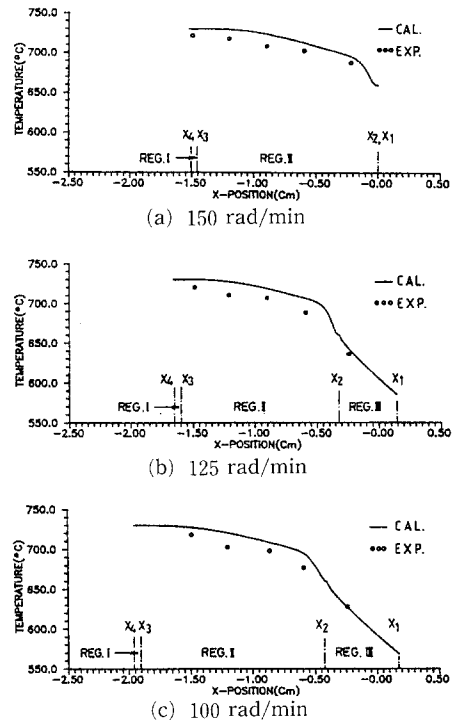 750.0
700.0
650.0
600.0
550.0
TEMPERATURE(°C)
— CAL.
••• EXP.
X4 X3
X2,X1
REG.I
REG.II
-2.50 -2.00 -1.50 -1.00 -0.50 -0.00 0.50
X-POSITION(Cm)
(a) 150 rad/min
750.0
700.0
650.0
600.0
550.0
TEMPERATURE(°C)
— CAL.
••• EXP.
X4 X3
X2
X1
REG.I
REG.II
REG.III
-2.50 -2.00 -1.50 -1.00 -0.50 -0.00 0.50
X-POSITION(Cm)
(b) 125 rad/min
750.0
700.0
650.0
600.0
550.0
TEMPERATURE(°C)
— CAL.
••• EXP.
X4 X3
X2
X1
REG.I
REG.II
REG.III
-2.50 -2.00 -1.50 -1.00 -0.50 -0.00 0.50
X-POSITION(Cm)
(c) 100 rad/min